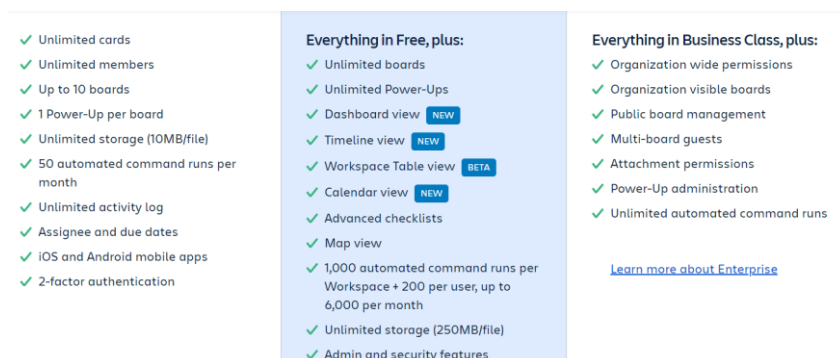 Unlimited cards
Unlimited members
Up to 10 boards
1 Power-Up per board
Unlimited storage (10MB/file)
50 automated command runs per
month
Unlimited activity log
Assignee and due dates
iOS and Android mobile apps
2-factor authentication
Everything in Free, plus:
Unlimited boards
Unlimited Power-Ups
Dashboard view NEW
Timeline view NEW
Workspace Table view BETA
Calendar view NEW
Advanced checklists
Map view
1,000 automated command runs per
Workspace + 200 per user, up to
6,000 per month
Unlimited storage (250MB/file)
Admin and security features
Everything in Business Class, plus:
Organization wide permissions
Organization visible boards
Public board management
Multi-board guests
Attachment permissions
Power-Up administration
Unlimited automated command runs
Learn more about Enterprise